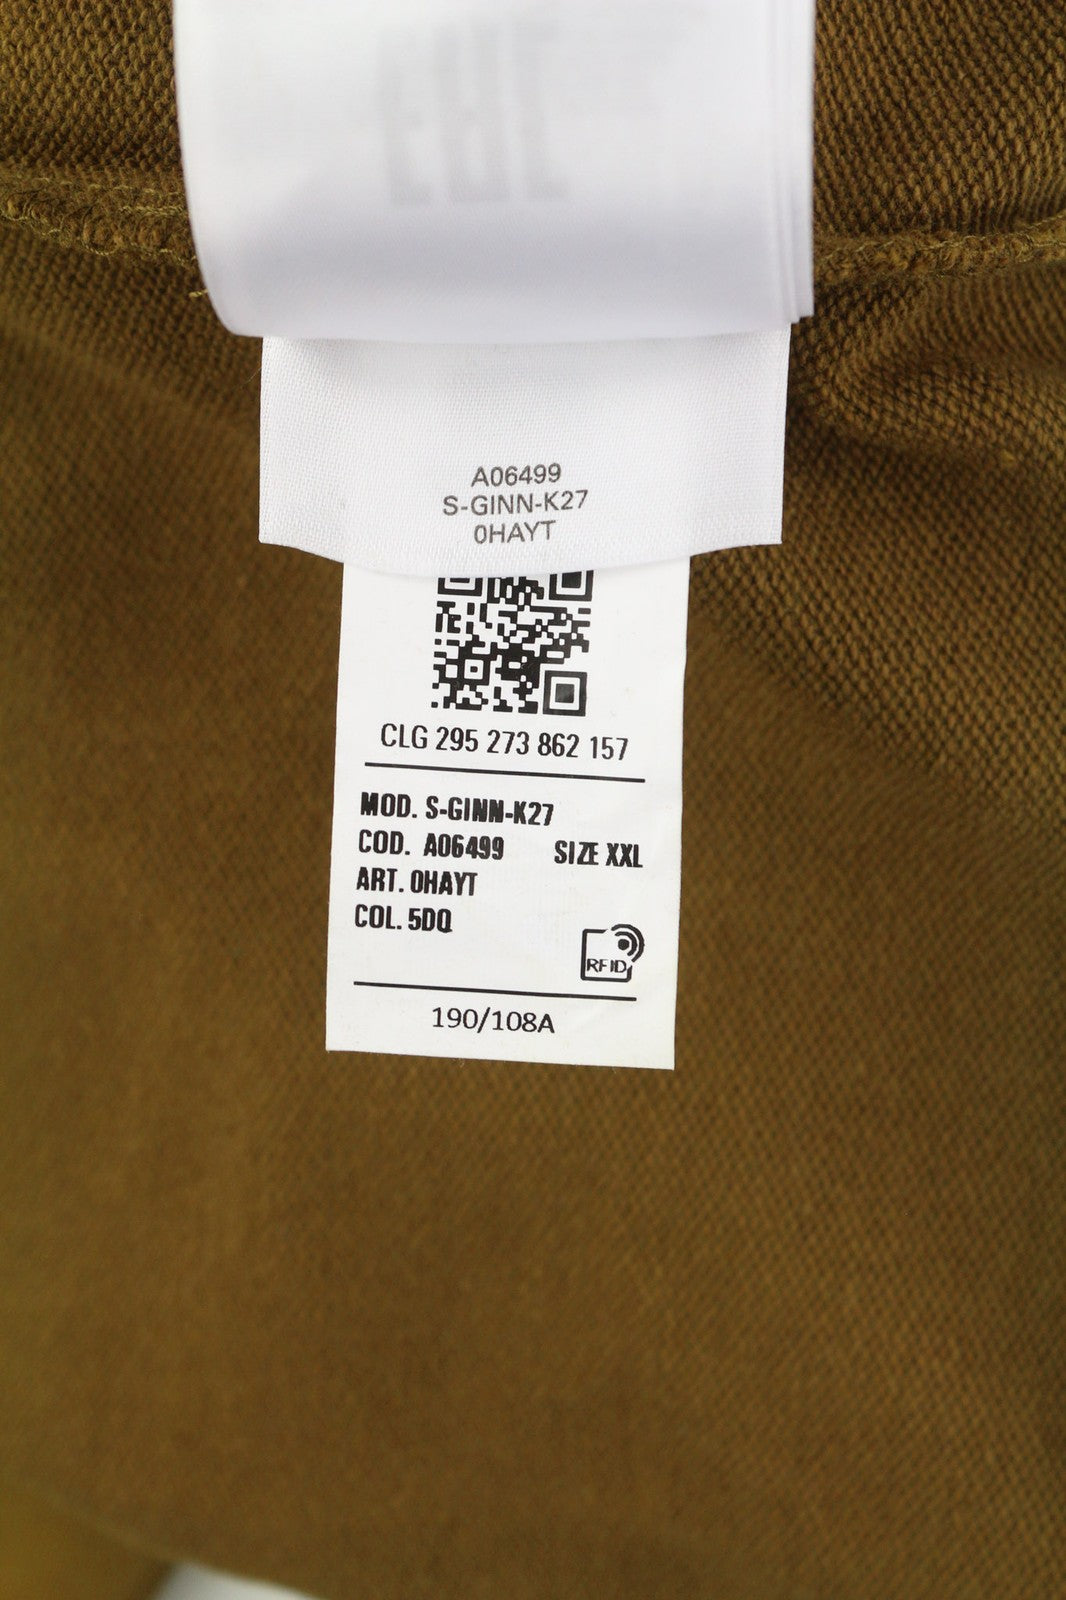 A06499
S-GINN-K27
0HAYT
CLG 295 273 862 157
MOD. S-GINN-K27
COD. A06499 SIZE XXL
ART. 0HAYT
COL. 5DQ
RFID
190/108A